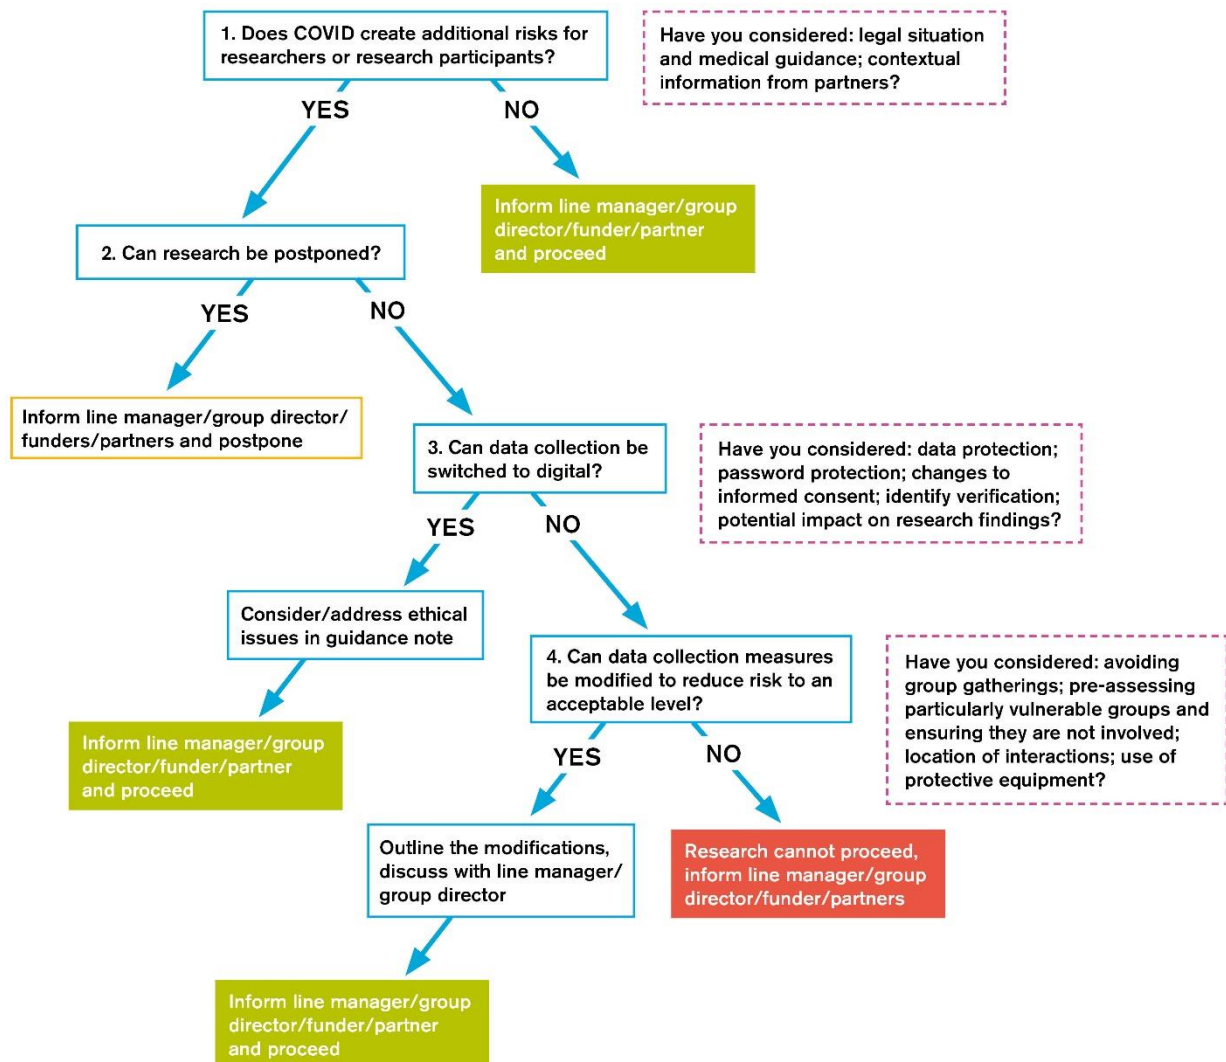 1. Does COVID create additional risks for
researchers or research participants?
Have you considered: legal situation
and medical guidance; contextual
information from partners?
YES
NO
Inform line manager/group
director/funder/partner
and proceed
2. Can research be postponed?
YES
NO
Inform line manager/group director/
funders/partners and postpone
3. Can data collection be
switched to digital?
Have you considered: data protection;
password protection; changes to
informed consent; identify verification;
potential impact on research findings?
YES
NO
Consider/address ethical
issues in guidance note
Inform line manager/group
director/funder/partner
and proceed
4. Can data collection measures
be modified to reduce risk to an
acceptable level?
Have you considered: avoiding
group gatherings; pre-assessing
particularly vulnerable groups and
ensuring they are not involved;
location of interactions; use of
protective equipment?
YES
NO
Outline the modifications,
discuss with line manager/
group director
Research cannot proceed,
inform line manager/group
director/funder/partners
Inform line manager/group
director/funder/partner
and proceed